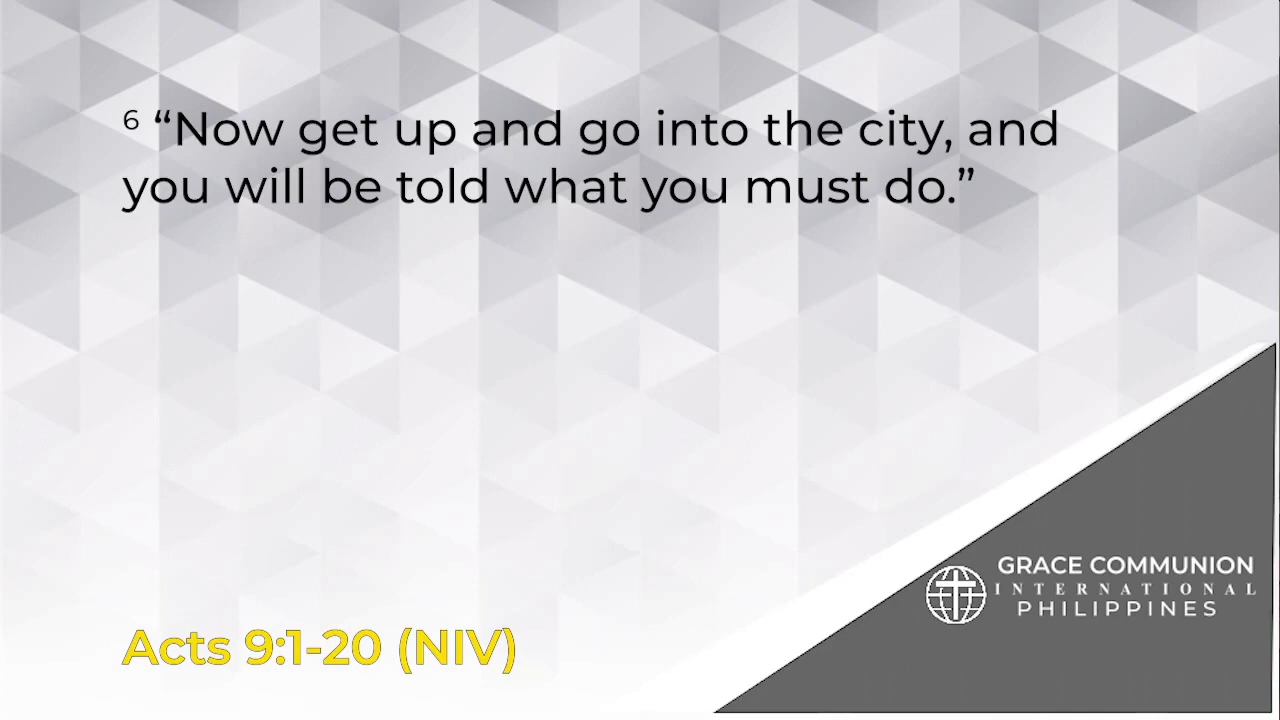 ⁶ “Now get up and go into the city, and
you will be told what you must do.”
GRACE COMMUNION
INTERNATIONAL
PHILIPPINES
Acts 9:1-20 (NIV)